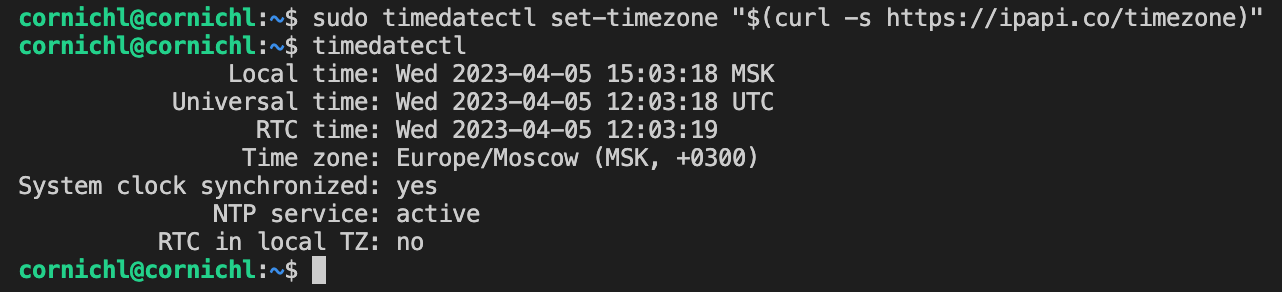 cornichl@cornichl:~$ sudo timedatectl set-timezone "$(curl -s https://ipapi.co/timezone)"
cornichl@cornichl:~$ timedatectl
Local time: Wed 2023-04-05 15:03:18 MSK
Universal time: Wed 2023-04-05 12:03:18 UTC
RTC time: Wed 2023-04-05 12:03:19
Time zone: Europe/Moscow (MSK, +0300)
System clock synchronized: yes
NTP service: active
RTC in local TZ: no
cornichl@cornichl:~$